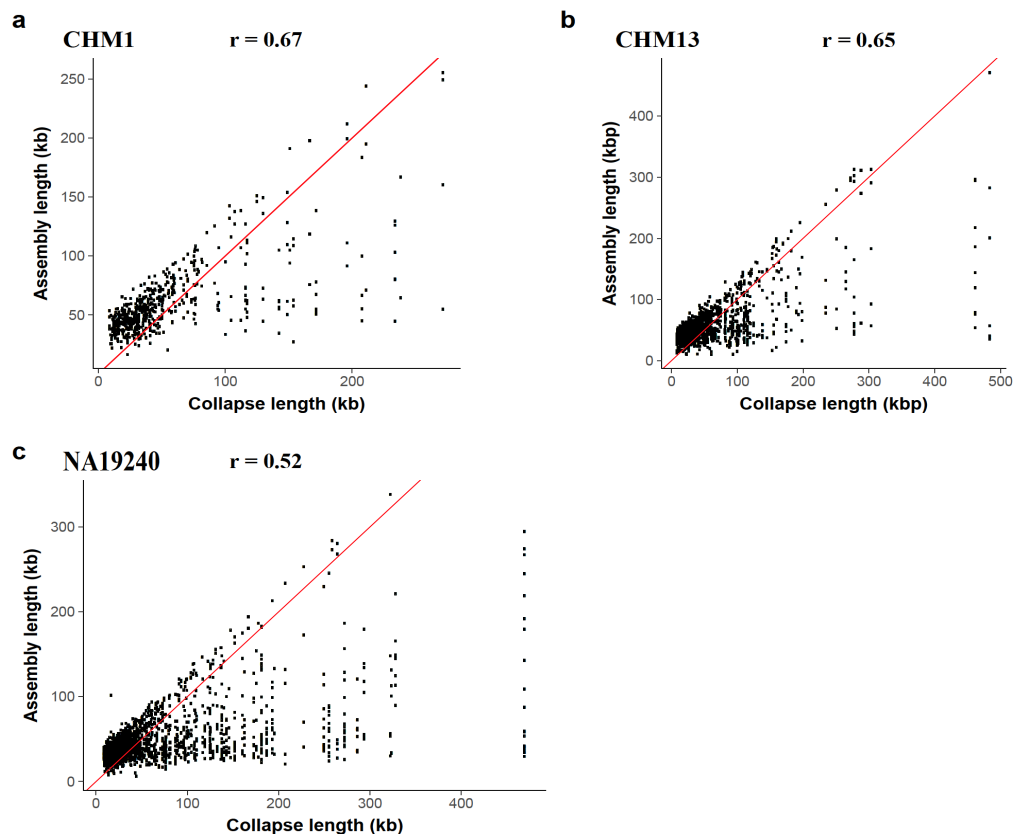 a
CHM1 r = 0.67
250
200
150
100
50
0 100 200
Assembly length (kb)
Collapse length (kb)
b
CHM13 r = 0.65
400
300
200
100
0
0 100 200 300 400 500
Assembly length (kbp)
Collapse length (kbp)
c
NA19240 r = 0.52
300
200
100
0
0 100 200 300 400
Assembly length (kb)
Collapse length (kb)